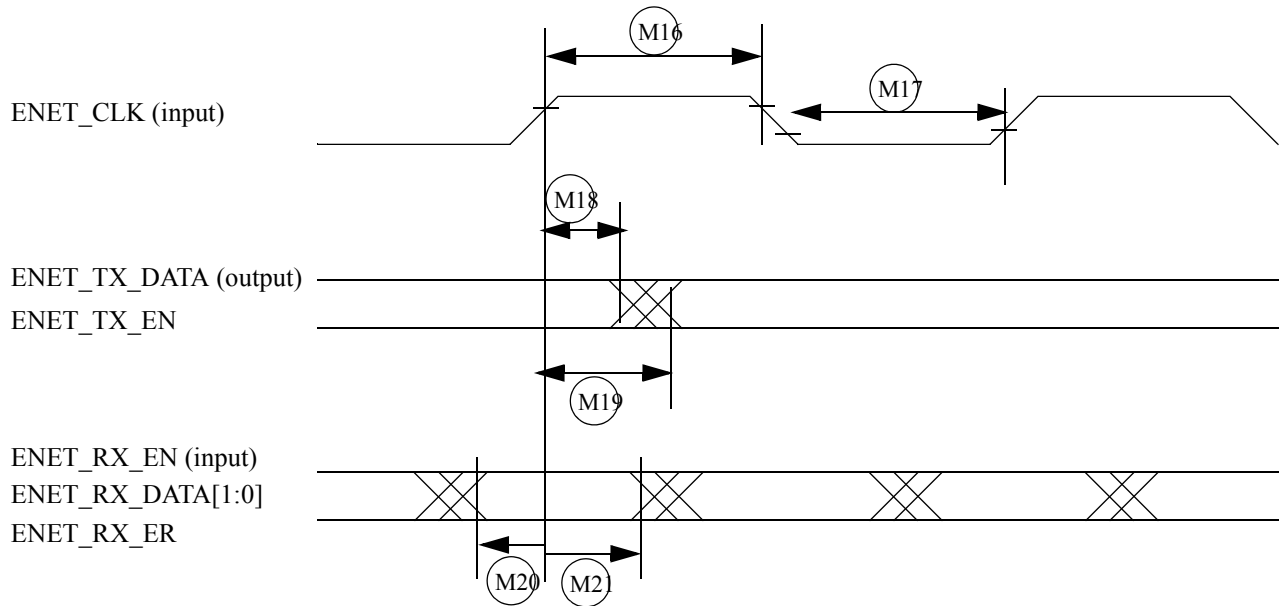 M16
M17
ENET_CLK (input)
M18
ENET_TX_DATA (output)
ENET_TX_EN
M19
ENET_RX_EN (input)
ENET_RX_DATA[1:0]
ENET_RX_ER
M20
M21